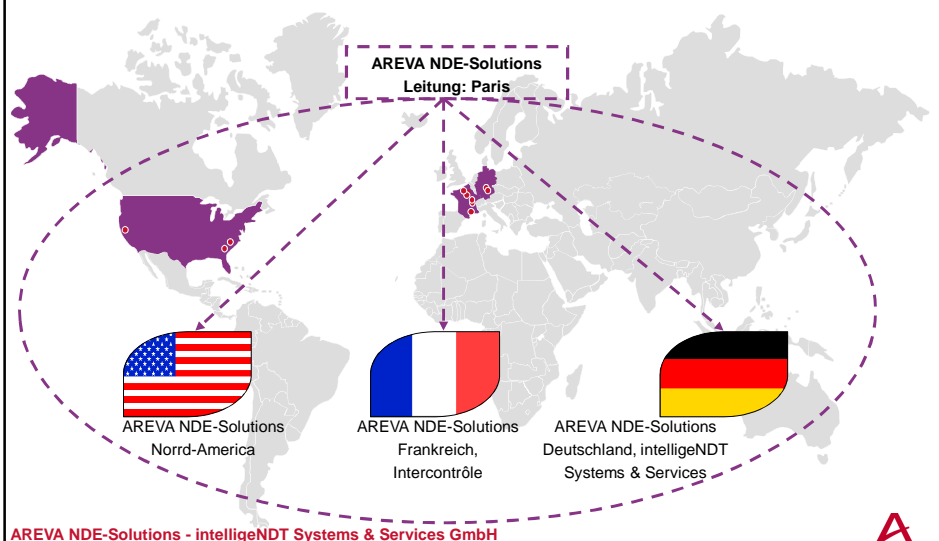 AREVA NDE-Solutions
Leitung: Paris
AREVA NDE-Solutions
Norrd-America
AREVA NDE-Solutions
Frankreich,
Intercontrôle
AREVA NDE-Solutions
Deutschland, intelligeNDT
Systems & Services
AREVA NDE-Solutions - intelligeNDT Systems & Services GmbH